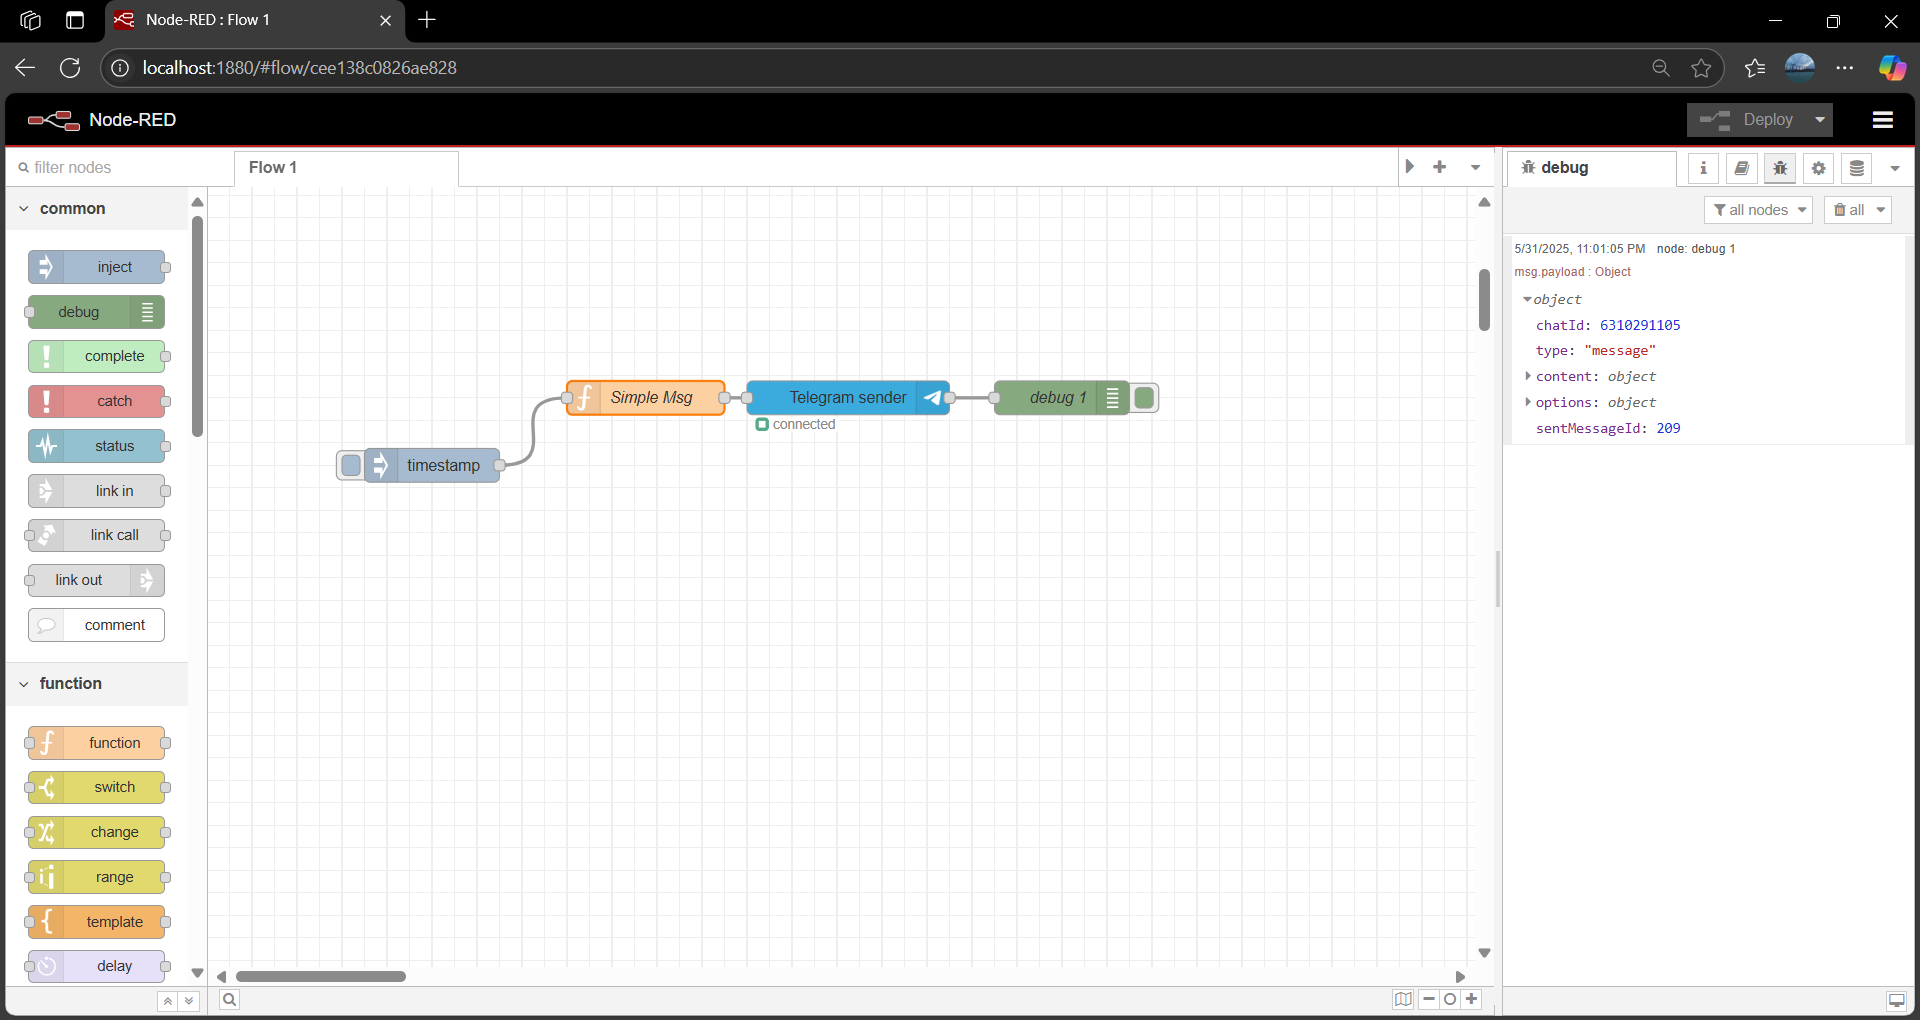 Node-RED : Flow 1
localhost:1880/#flow/cee138c0826ae828
Node-RED
Deploy
filter nodes
Flow 1
debug
common
all nodes
all
inject
debug
complete
catch
status
link in
link call
link out
comment
function
function
switch
change
range
template
delay
timestamp
Simple Msg
Telegram sender
connected
debug 1
5/31/2025, 11:01:05 PM node: debug 1
msg.payload : Object
object
chatId: 6310291105
type: "message"
content: object
options: object
sentMessageId: 209